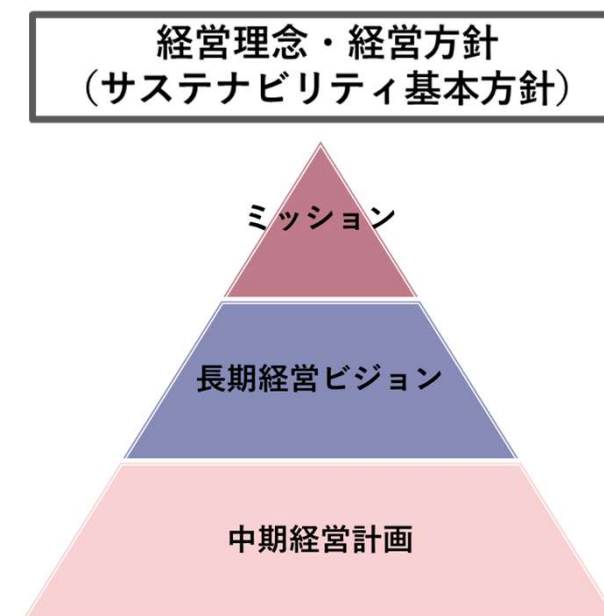 経営理念・経営方針
（サステナビリティ基本方針）
ミッション
長期経営ビジョン
中期経営計画